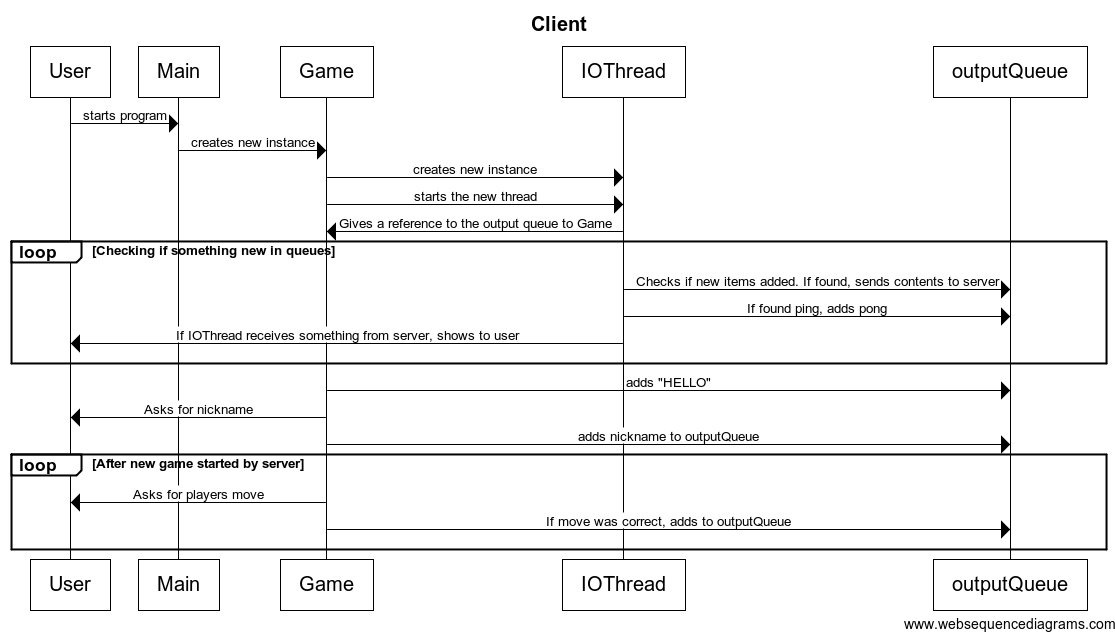 Client
User Main Game IOThread outputQueue
starts program
creates new instance
creates new instance
starts the new thread
Gives a reference to the output queue to Game
loop [Checking if something new in queues]
Checks if new items added. If found, sends contents to server
If found ping, adds pong
If IOThread receives something from server, shows to user
adds "HELLO"
Asks for nickname
adds nickname to outputQueue
loop [After new game started by server]
Asks for players move
If move was correct, adds to outputQueue
User Main Game IOThread outputQueue
www.websequencediagrams.com